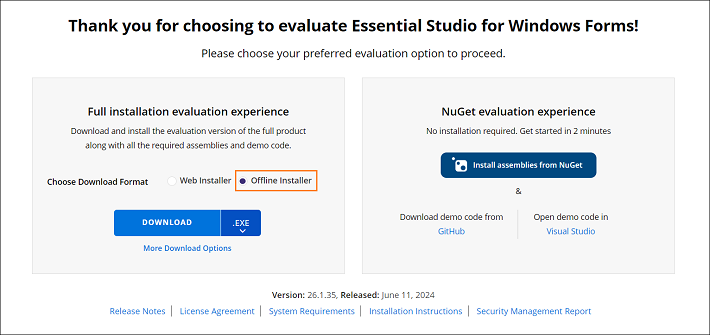 Thank you for choosing to evaluate Essential Studio for Windows Forms!
Please choose your preferred evaluation option to proceed.
Full installation evaluation experience
Download and install the evaluation version of the full product
along with all the required assemblies and demo code.
Choose Download Format
Web Installer
Offline Installer
DOWNLOAD
.EXE
More Download Options
NuGet evaluation experience
No installation required. Get started in 2 minutes
Install assemblies from NuGet
&
Download demo code from
GitHub
Open demo code in
Visual Studio
Version: 26.1.35, Released: June 11, 2024
Release Notes | License Agreement | System Requirements | Installation Instructions | Security Management Report